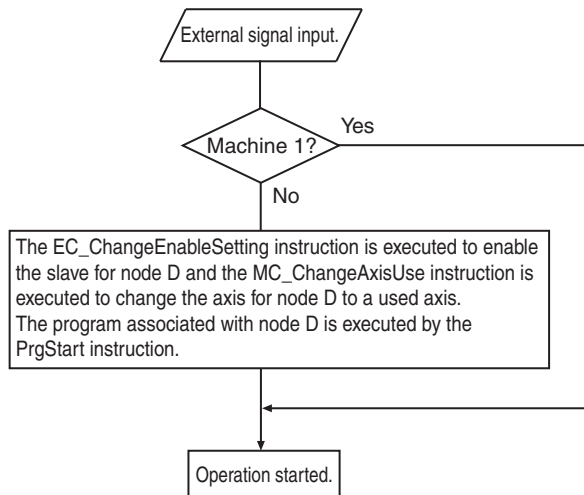 External signal input.
Machine 1?
Yes
No
The EC_ChangeEnableSetting instruction is executed to enable
the slave for node D and the MC_ChangeAxisUse instruction is
executed to change the axis for node D to a used axis.
The program associated with node D is executed by the
PrgStart instruction.
Operation started.